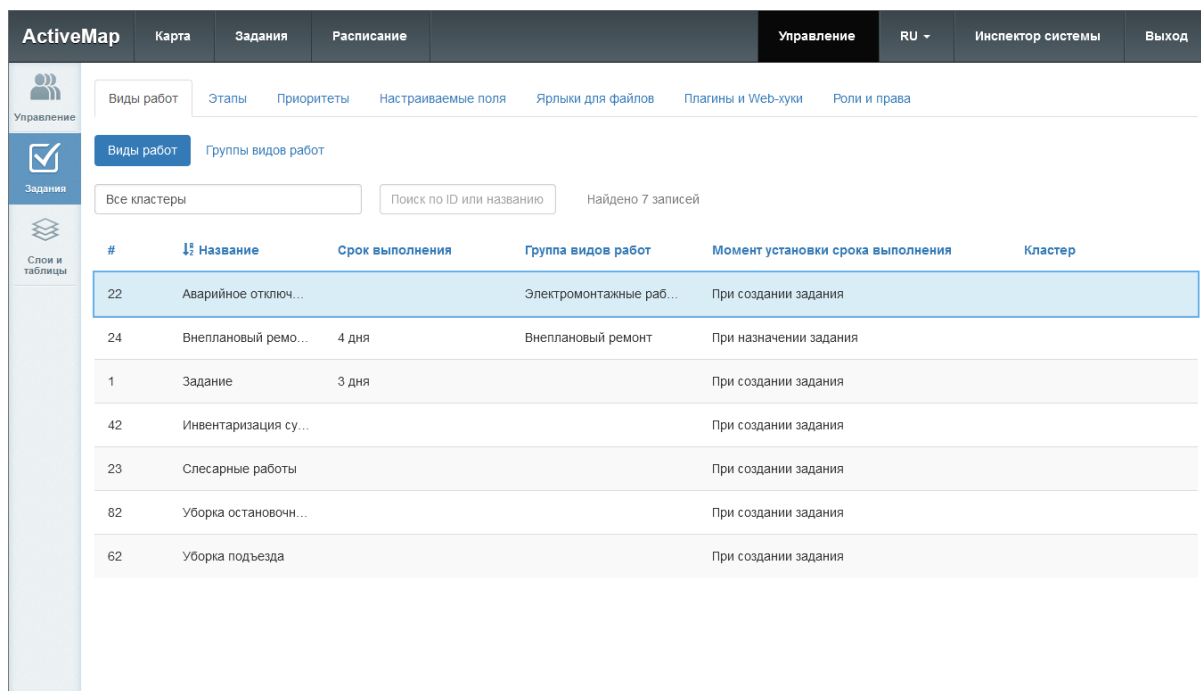 ActiveMap Карта Задания Расписание Управление RU Инспектор системы Выход
Управление
Задания
Слои и
таблицы
Виды работ Этапы Приоритеты Настраиваемые поля Ярлыки для файлов Плагины и Web-хуки Роли и права
Виды работ Группы видов работ
Все кластеры Поиск по ID или названию Найдено 7 записей
# Название Срок выполнения Группа видов работ Момент установки срока выполнения Кластер
22 Аварийное отключ... Электромонтажные раб... При создании задания
24 Внеплановый ремо... 4 дня Внеплановый ремонт При назначении задания
1 Задание 3 дня При создании задания
42 Инвентаризация су... При создании задания
23 Слесарные работы При создании задания
82 Уборка остановочн... При создании задания
62 Уборка подъезда При создании задания